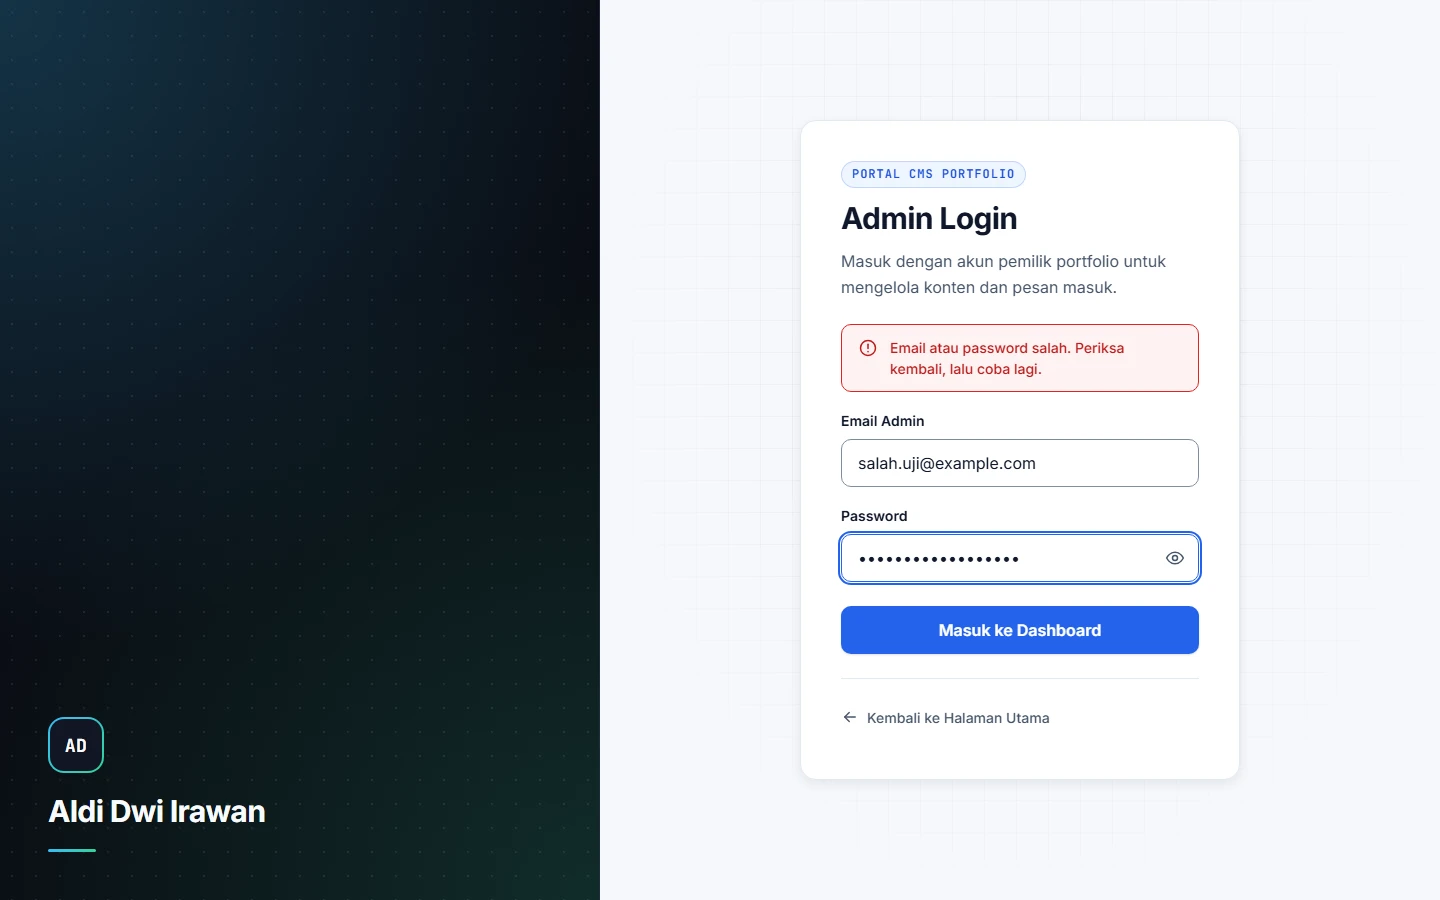 AD
Aldi Dwi Irawan
PORTAL CMS PORTFOLIO
Admin Login
Masuk dengan akun pemilik portfolio untuk
mengelola konten dan pesan masuk.
Email atau password salah. Periksa
kembali, lalu coba lagi.
Email Admin
salah.uji@example.com
Password
••••••••••••••••••
Masuk ke Dashboard
Kembali ke Halaman Utama